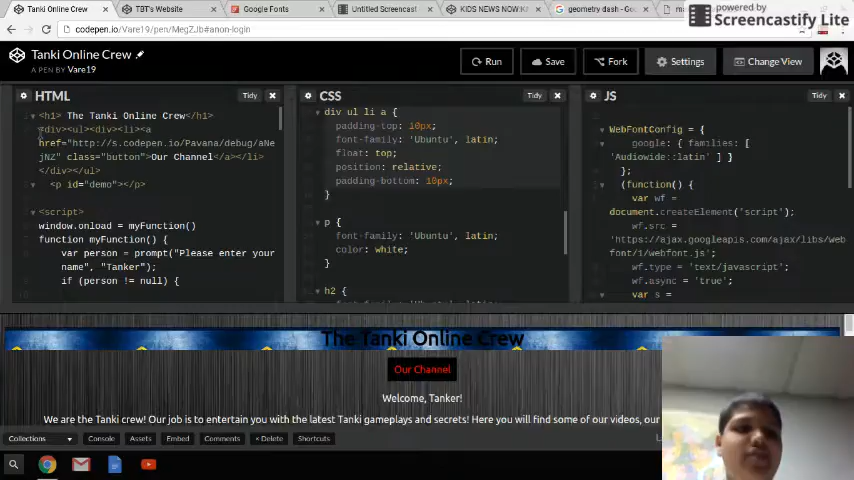 Tanki Online Crew
TBT's Website
Google Fonts
Untitled Screencast
KIDS NEWS NOW!
geometry dash - Goo
powered by
Screencastify Lite
codepen.io/Vare19/pen/MegZJb#anon-login
Tanki Online Crew
A PEN BY Vare19
Run
Save
Fork
Settings
Change View
HTML
Tidy
<h1> The Tanki Online Crew</h1>
<div><ul><div><li><a
href="http://s.codepen.io/Pavana/debug/aNe
jNZ" class="button">Our Channel</a></li>
</div></ul>
<p id="demo"></p>
<script>
window.onload = myFunction()
function myFunction() {
var person = prompt("Please enter your
name", "Tanker");
if (person != null) {
CSS
Tidy
div ul li a {
padding-top: 10px;
font-family: 'Ubuntu', latin;
float: top;
position: relative;
padding-bottom: 10px;
}
p {
font-family: 'Ubuntu', latin;
color: white;
}
h2 {
JS
Tidy
WebFontConfig = {
google: { families: [
'Audiowide::latin' ] }
};
(function() {
var wf =
document.createElement('script');
wf.src =
'https://ajax.googleapis.com/ajax/libs/web
font/1/webfont.js';
wf.type = 'text/javascript';
wf.async = 'true';
var s =
The Tanki Online Crew
Our Channel
Welcome, Tanker!
We are the Tanki crew! Our job is to entertain you with the latest Tanki gameplays and secrets! Here you will find some of our videos, our
Collections
Console
Assets
Embed
Comments
× Delete
Shortcuts